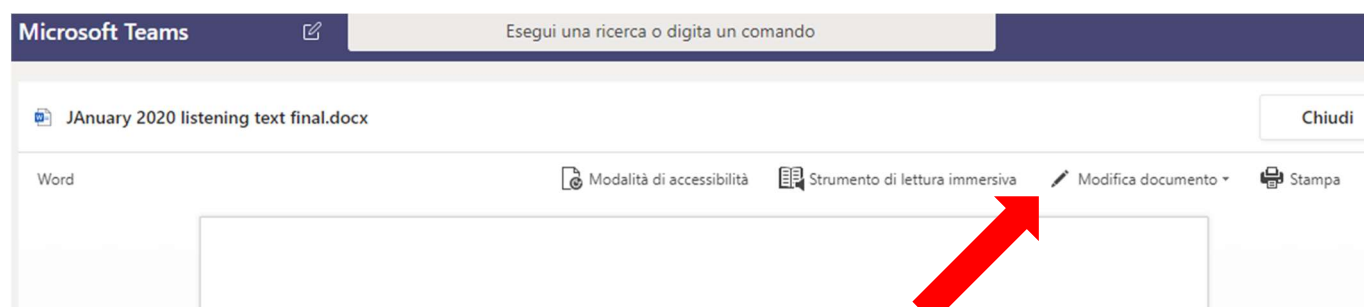 Microsoft Teams
Esegui una ricerca o digita un comando
JAnuary 2020 listening text final.docx
Chiudi
Word
Modalità di accessibilità
Strumento di lettura immersiva
Modifica documento
Stampa